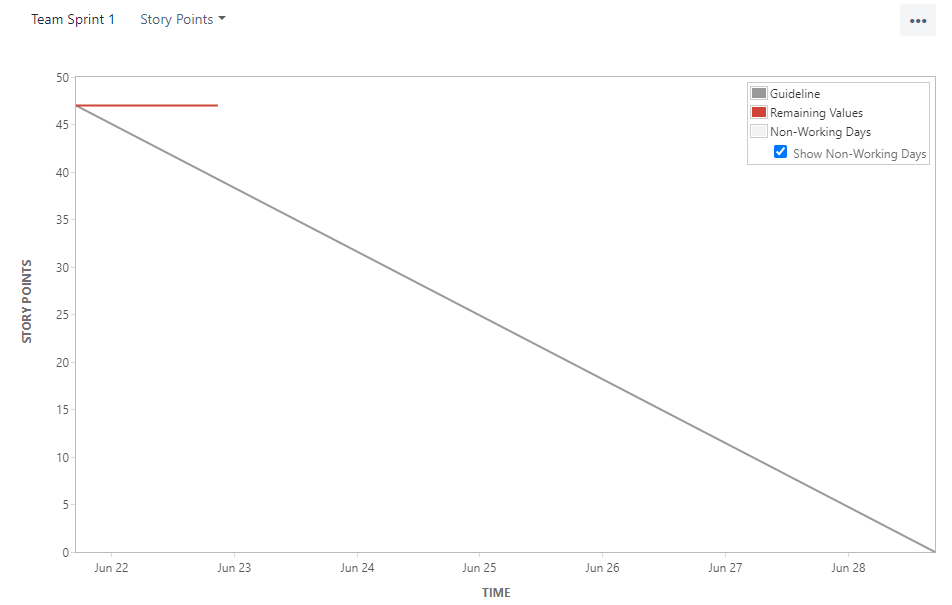 Team Sprint 1 Story Points
50
45
40
35
30
25
20
15
10
5
0
STORY POINTS
Guideline
Remaining Values
Non-Working Days
Show Non-Working Days
Jun 22 Jun 23 Jun 24 Jun 25 Jun 26 Jun 27 Jun 28
TIME